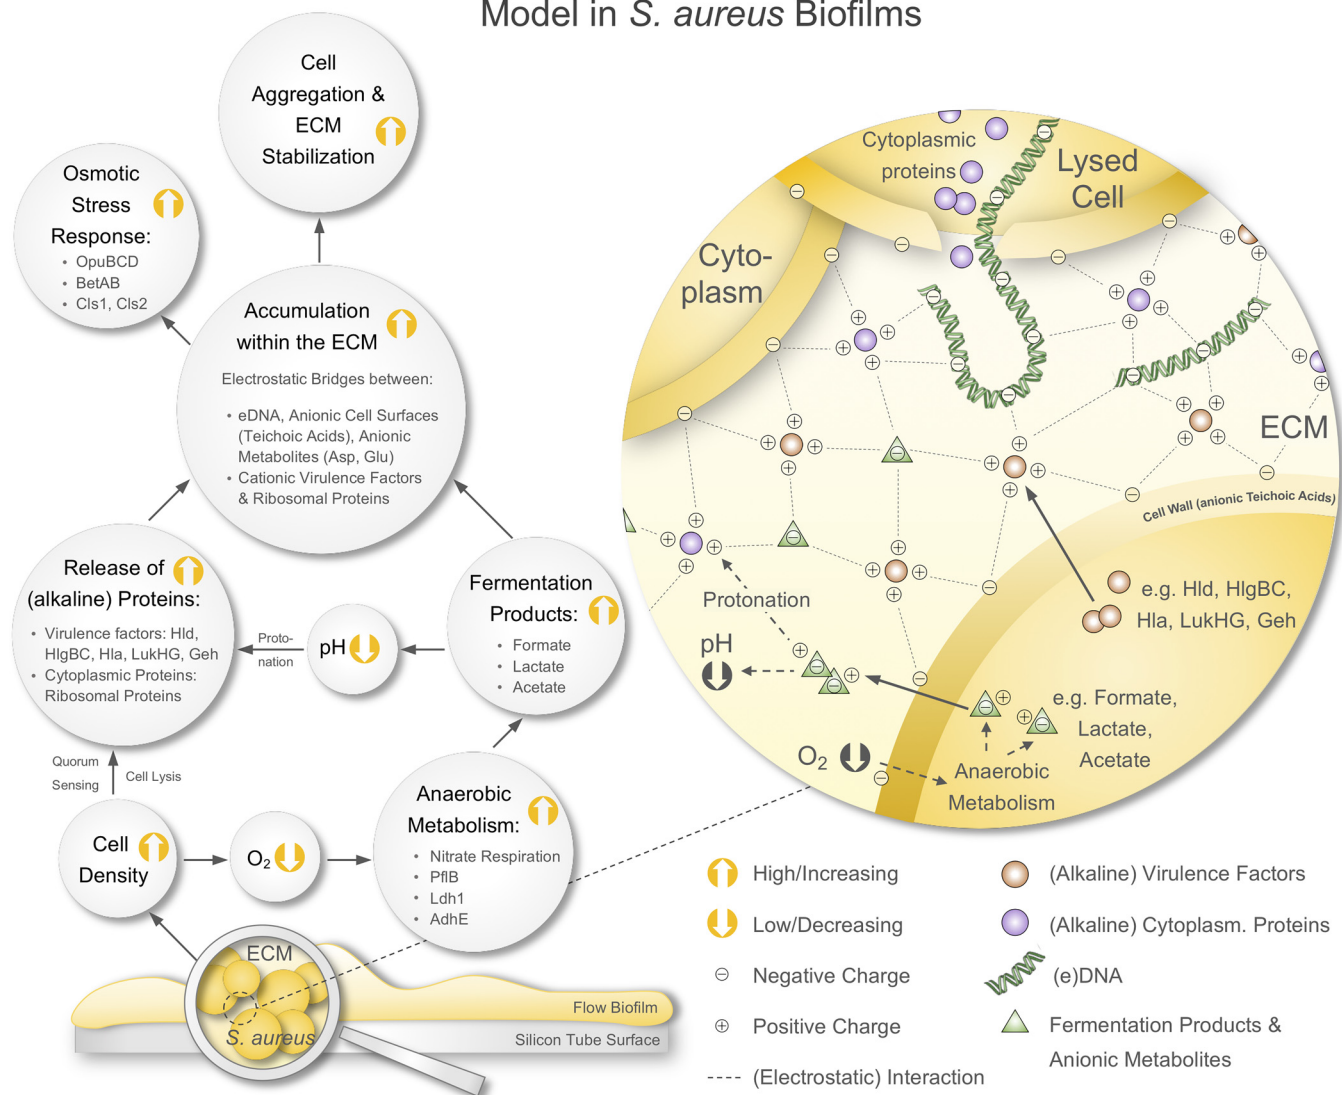 Model in S. aureus Biofilms
Cell
Aggregation &
ECM
Stabilization
Osmotic
Stress
Response:
• OpuBCD
• BetAB
• Cls1, Cls2
Accumulation
within the ECM
Electrostatic Bridges between:
• eDNA, Anionic Cell Surfaces
(Teichoic Acids), Anionic
Metabolites (Asp, Glu)
• Cationic Virulence Factors
& Ribosomal Proteins
Release of
(alkaline) Proteins:
• Virulence factors: Hld,
HlgBC, Hla, LukHG, Geh
• Cytoplasmic Proteins:
Ribosomal Proteins
Proto-
nation
pH
Fermentation
Products:
• Formate
• Lactate
• Acetate
Quorum
Sensing
Cell Lysis
Cell
Density
O2
Anaerobic
Metabolism:
• Nitrate Respiration
• PflB
• Ldh1
• AdhE
ECM
S. aureus
Flow Biofilm
Silicon Tube Surface
Cytoplasmic
proteins
Lysed
Cell
Cyto-
plasm
ECM
Cell Wall (anionic Teichoic Acids)
e.g. Hld, HlgBC,
Hla, LukHG, Geh
Protonation
pH
e.g. Formate,
Lactate,
Acetate
O2
Anaerobic
Metabolism
High/Increasing
Low/Decreasing
Negative Charge
Positive Charge
(Electrostatic) Interaction
(Alkaline) Virulence Factors
(Alkaline) Cytoplasm. Proteins
(e)DNA
Fermentation Products &
Anionic Metabolites